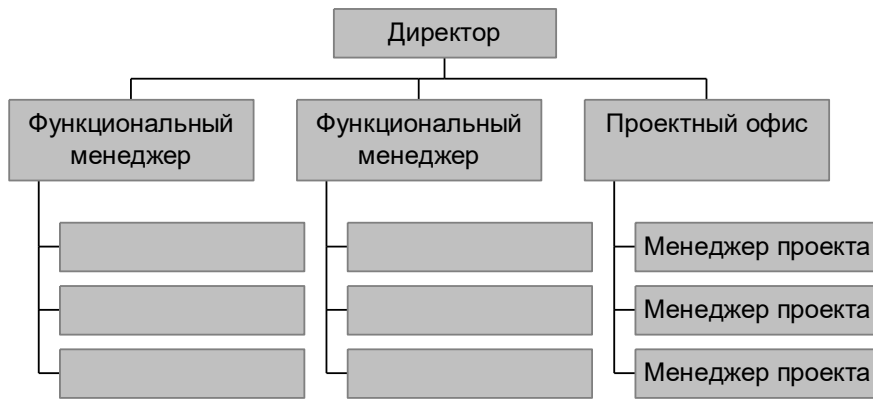 Директор
Функциональный
менеджер
Функциональный
менеджер
Проектный офис
Менеджер проекта
Менеджер проекта
Менеджер проекта